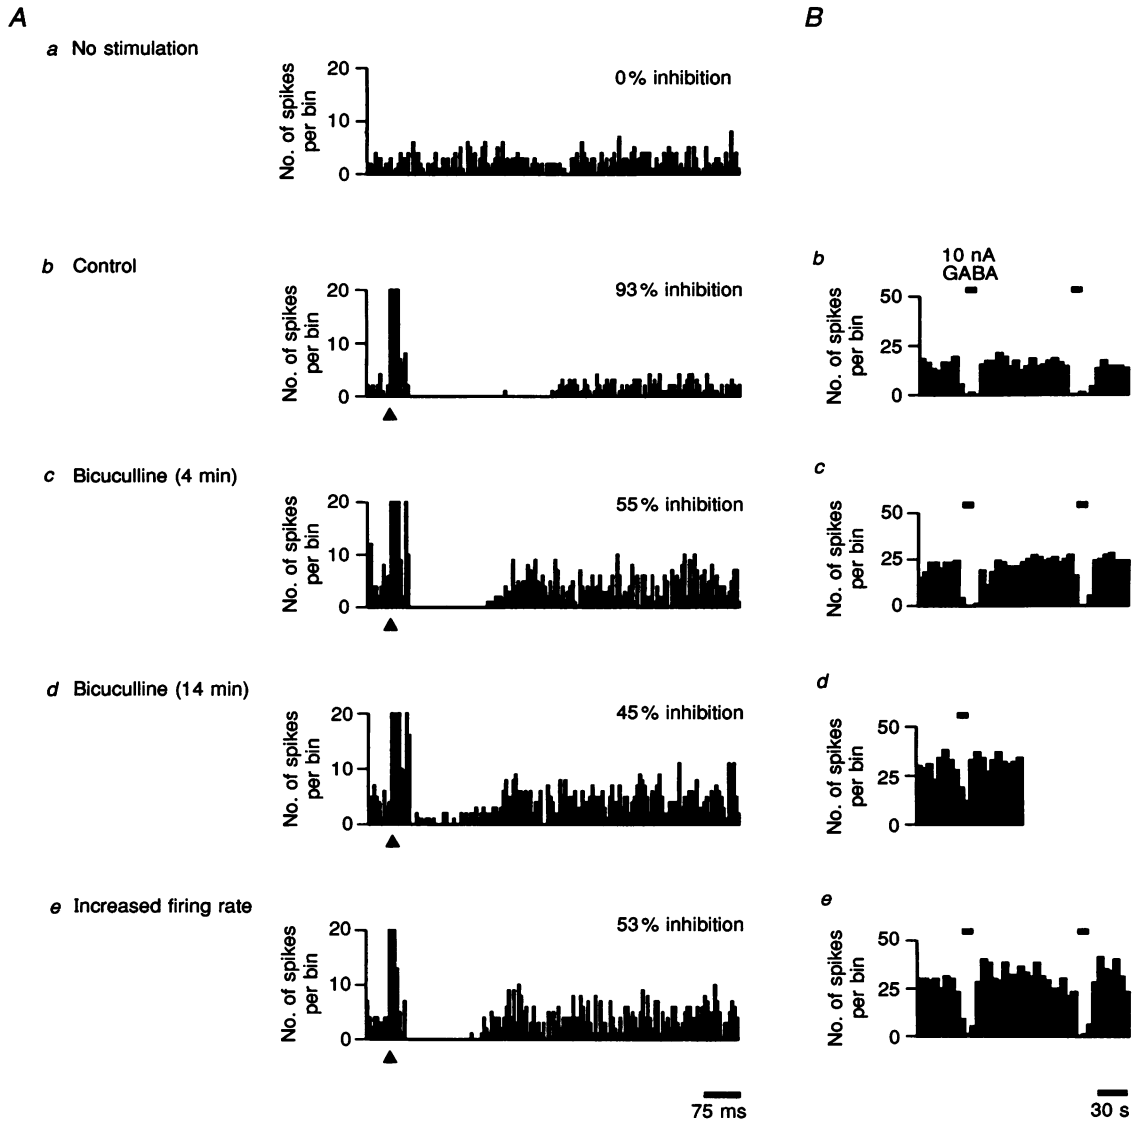 A
B
a No stimulation
No. of spikes
per bin
20
10
0
0% inhibition
b Control
No. of spikes
per bin
20
10
0
93% inhibition
b
10 nA
GABA
No. of spikes
per bin
50
25
0
c Bicuculline (4 min)
No. of spikes
per bin
20
10
0
55% inhibition
c
No. of spikes
per bin
50
25
0
d Bicuculline (14 min)
No. of spikes
per bin
20
10
0
45% inhibition
d
No. of spikes
per bin
50
25
0
e Increased firing rate
No. of spikes
per bin
20
10
0
53% inhibition
e
No. of spikes
per bin
50
25
0
75 ms
30 s